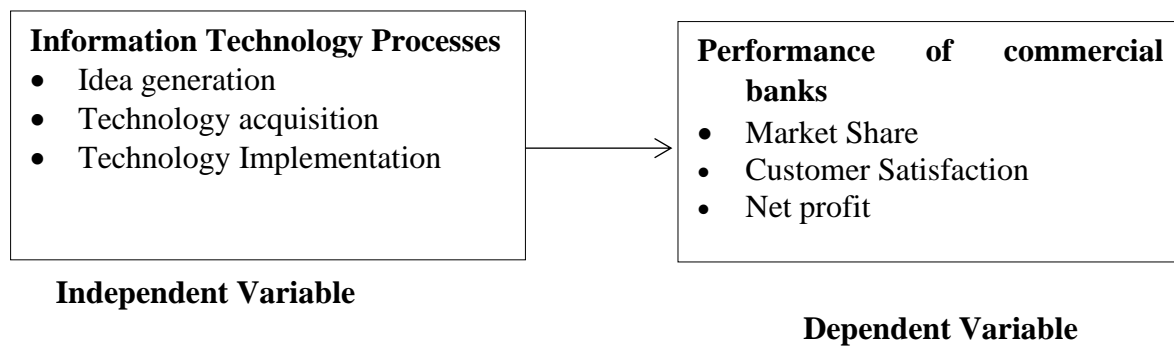 Information Technology Processes
• Idea generation
• Technology acquisition
• Technology Implementation
Independent Variable
Performance of commercial
banks
• Market Share
• Customer Satisfaction
• Net profit
Dependent Variable